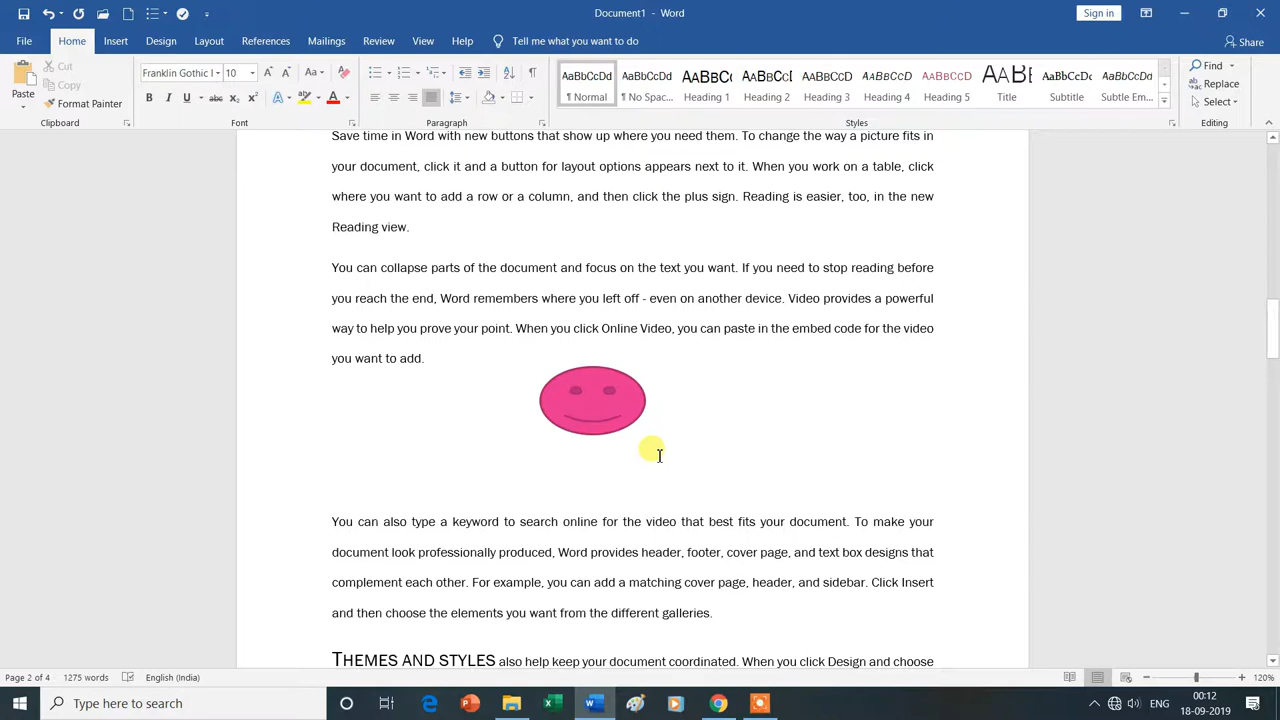 Document1 - Word
Sign in
File Home Insert Design Layout References Mailings Review View Help Tell me what you want to do Share
Paste
Cut
Copy
Format Painter
Clipboard
Franklin Gothic I 10
Aa
B I U abc X₂ X²
A A
Font
Paragraph
AaBbCcDd AaBbCcDd AaBbC AaBbCc AaBbCcD AaBbCcD AaBbCcD AaB AaBbCcDc AaBbCcDd
¶ Normal ¶ No Spac... Heading 1 Heading 2 Heading 3 Heading 4 Heading 5 Title Subtitle Subtle Em...
Styles
Find
Replace
Select
Editing
Save time in Word with new buttons that show up where you need them. To change the way a picture fits in
your document, click it and a button for layout options appears next to it. When you work on a table, click
where you want to add a row or a column, and then click the plus sign. Reading is easier, too, in the new
Reading view.
You can collapse parts of the document and focus on the text you want. If you need to stop reading before
you reach the end, Word remembers where you left off - even on another device. Video provides a powerful
way to help you prove your point. When you click Online Video, you can paste in the embed code for the video
you want to add.
You can also type a keyword to search online for the video that best fits your document. To make your
document look professionally produced, Word provides header, footer, cover page, and text box designs that
complement each other. For example, you can add a matching cover page, header, and sidebar. Click Insert
and then choose the elements you want from the different galleries.
THEMES AND STYLES also help keep your document coordinated. When you click Design and choose
Page 2 of 4 1275 words English (India) 120%
Type here to search
ENG
00:12
18-09-2019